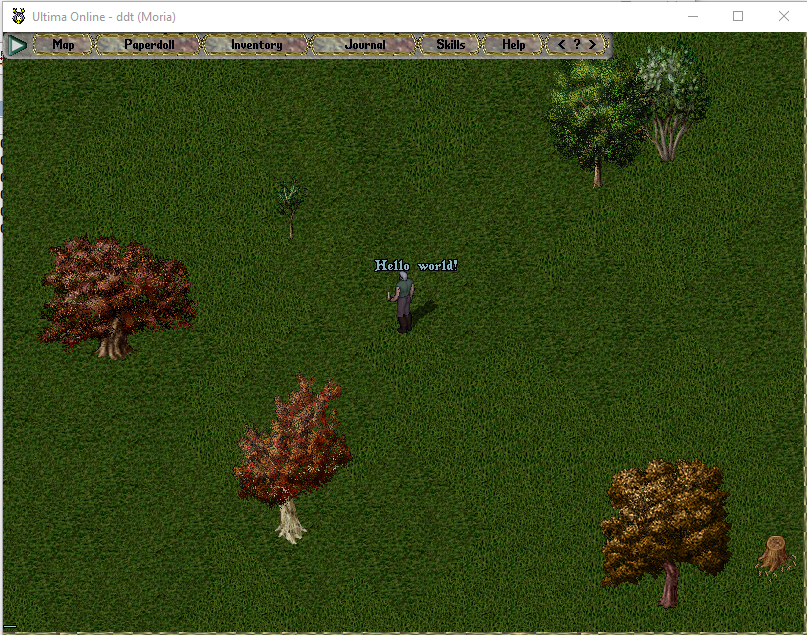 Ultima Online - ddt (Moria)
Map Paperdoll Inventory Journal Skills Help < ? >
Hello world!